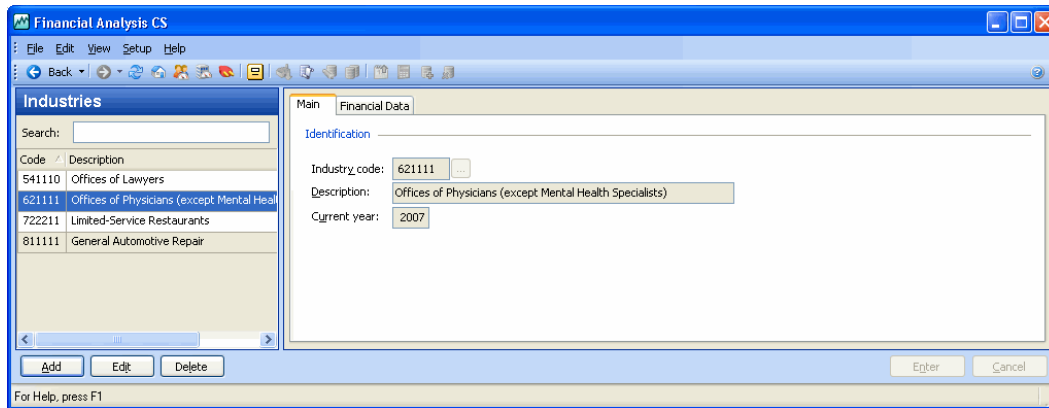 Financial Analysis CS
File Edit View Setup Help
Back
Industries
Search:
Code Description
541110 Offices of Lawyers
621111 Offices of Physicians (except Mental Heal
722211 Limited-Service Restaurants
811111 General Automotive Repair
Main Financial Data
Identification
Industry code: 621111 ...
Description: Offices of Physicians (except Mental Health Specialists)
Current year: 2007
Add Edit Delete Enter Cancel
For Help, press F1